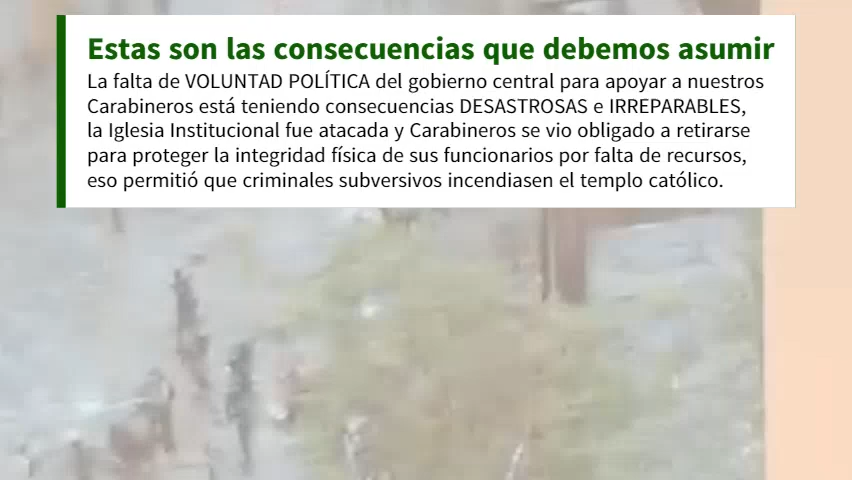 Estas son las consecuencias que debemos asumir
La falta de VOLUNTAD POLÍTICA del gobierno central para apoyar a nuestros
Carabineros está teniendo consecuencias DESASTROSAS e IRREPARABLES,
la Iglesia Institucional fue atacada y Carabineros se vio obligado a retirarse
para proteger la integridad física de sus funcionarios por falta de recursos,
eso permitió que criminales subversivos incendiasen el templo católico.